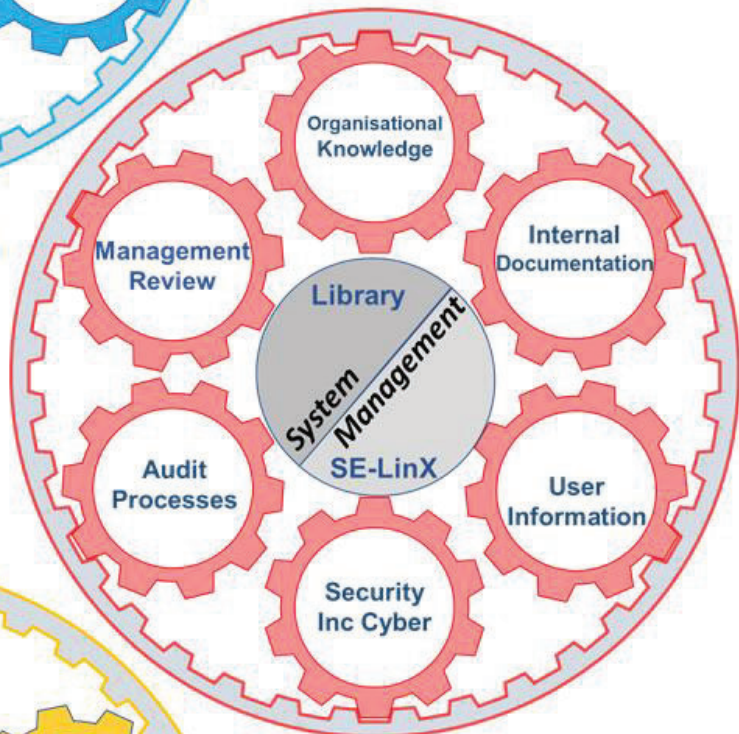 Organisational
Knowledge
Management
Review
Internal
Documentation
Library
System
Management
SE-LinX
Audit
Processes
User
Information
Security
Inc Cyber